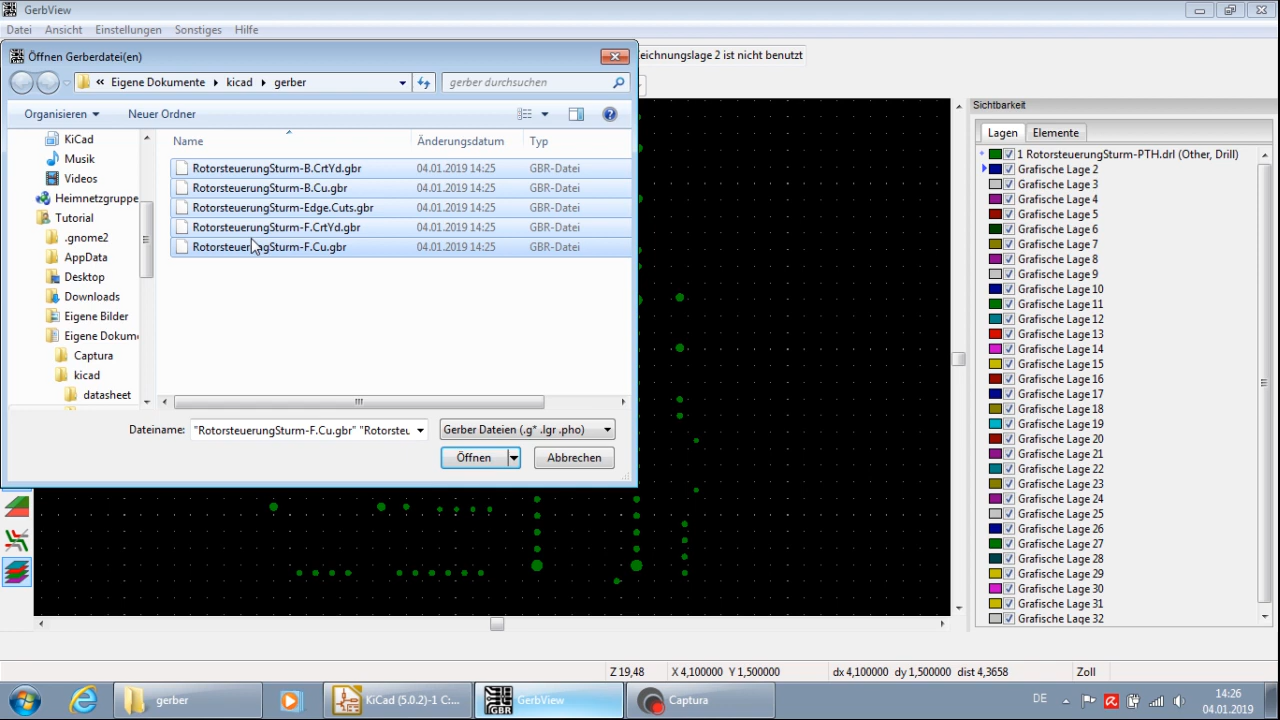 GerbView
Datei Ansicht Einstellungen Sonstiges Hilfe
Öffnen Gerberdatei(en)
eichnungslage 2 ist nicht benutzt
« Eigene Dokumente kicad gerber
gerber durchsuchen
Organisieren Neuer Ordner
Name Änderungsdatum Typ
KiCad
Musik
Videos
Heimnetzgruppe
Tutorial
.gnome2
AppData
Desktop
Downloads
Eigene Bilder
Eigene Dokum
Captura
kicad
datasheet
RotorsteuerungSturm-B.CrtYd.gbr 04.01.2019 14:25 GBR-Datei
RotorsteuerungSturm-B.Cu.gbr 04.01.2019 14:25 GBR-Datei
RotorsteuerungSturm-Edge.Cuts.gbr 04.01.2019 14:25 GBR-Datei
RotorsteuerungSturm-F.CrtYd.gbr 04.01.2019 14:25 GBR-Datei
RotorsteuerungSturm-F.Cu.gbr 04.01.2019 14:25 GBR-Datei
Dateiname: "RotorsteuerungSturm-F.Cu.gbr" "Rotorsteu
Gerber Dateien (.g* .lgr .pho)
Öffnen Abbrechen
Sichtbarkeit
Lagen Elemente
1 RotorsteuerungSturm-PTH.drl (Other, Drill)
Grafische Lage 2
Grafische Lage 3
Grafische Lage 4
Grafische Lage 5
Grafische Lage 6
Grafische Lage 7
Grafische Lage 8
Grafische Lage 9
Grafische Lage 10
Grafische Lage 11
Grafische Lage 12
Grafische Lage 13
Grafische Lage 14
Grafische Lage 15
Grafische Lage 16
Grafische Lage 17
Grafische Lage 18
Grafische Lage 19
Grafische Lage 20
Grafische Lage 21
Grafische Lage 22
Grafische Lage 23
Grafische Lage 24
Grafische Lage 25
Grafische Lage 26
Grafische Lage 27
Grafische Lage 28
Grafische Lage 29
Grafische Lage 30
Grafische Lage 31
Grafische Lage 32
Z 19,48 X 4,100000 Y 1,500000 dx 4,100000 dy 1,500000 dist 4,3658 Zoll
gerber KiCad (5.0.2)-1 C:... GBR GerbView Captura DE 14:26
04.01.2019